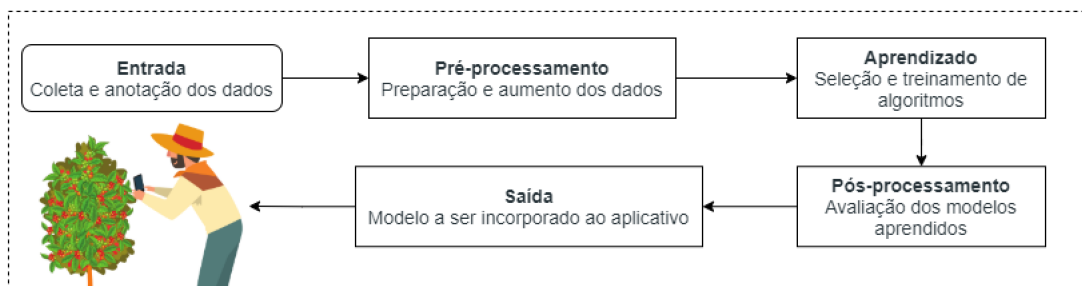 Entrada
Coleta e anotação dos dados
Pré-processamento
Preparação e aumento dos dados
Aprendizado
Seleção e treinamento de
algoritmos
Pós-processamento
Avaliação dos modelos
aprendidos
Saída
Modelo a ser incorporado ao aplicativo